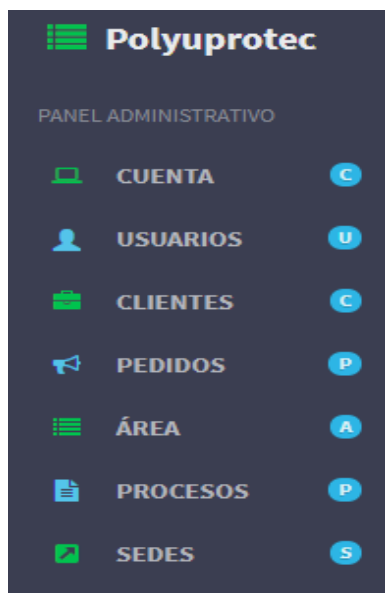 Polyuprotec
PANEL ADMINISTRATIVO
CUENTA C
USUARIOS U
CLIENTES C
PEDIDOS P
ÁREA A
PROCESOS P
SEDES S